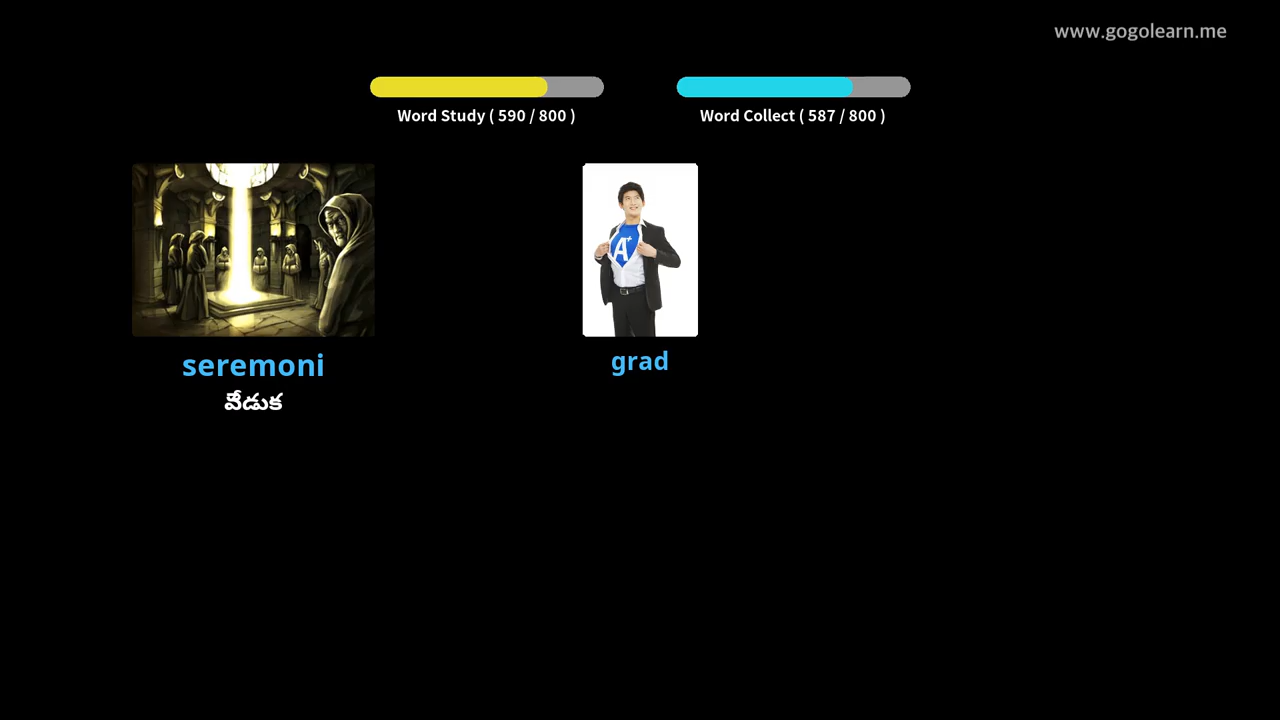 www.gogolearn.me
Word Study ( 590 / 800 )
Word Collect ( 587 / 800 )
A+
seremoni
grad
వేడుక